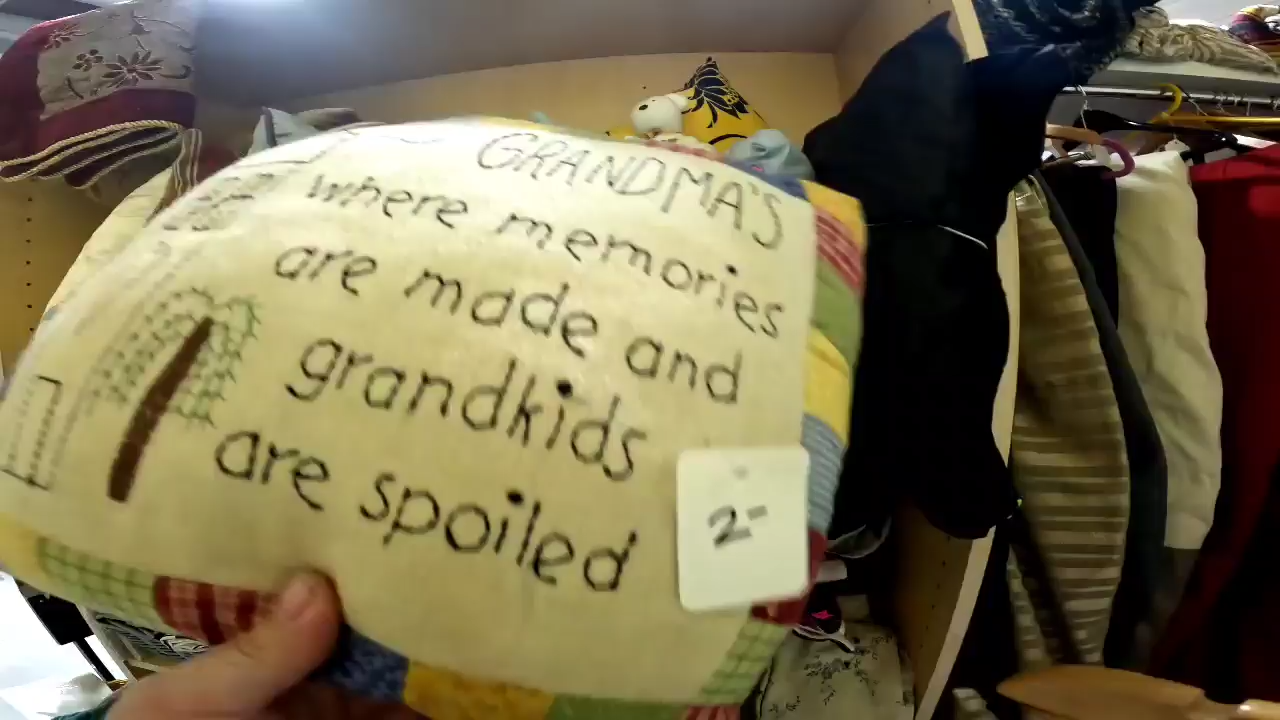 GRANDMA'S
where memories
are made and
grandkids
are spoiled
2-